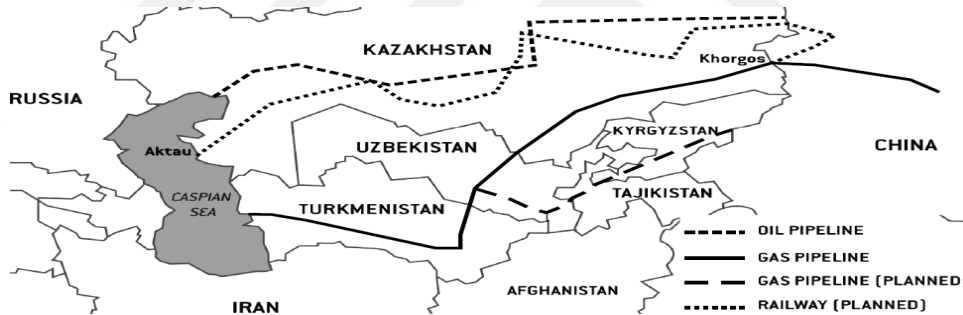 KAZAKHSTAN
Khorgos
RUSSIA
KYRGYZSTAN
Aktau
UZBEKISTAN
CHINA
CASPIAN
SEA
TURKMENISTAN
TAJIKISTAN
OIL PIPELINE
GAS PIPELINE
GAS PIPELINE (PLANNED
RAILWAY (PLANNED)
AFGHANISTAN
IRAN